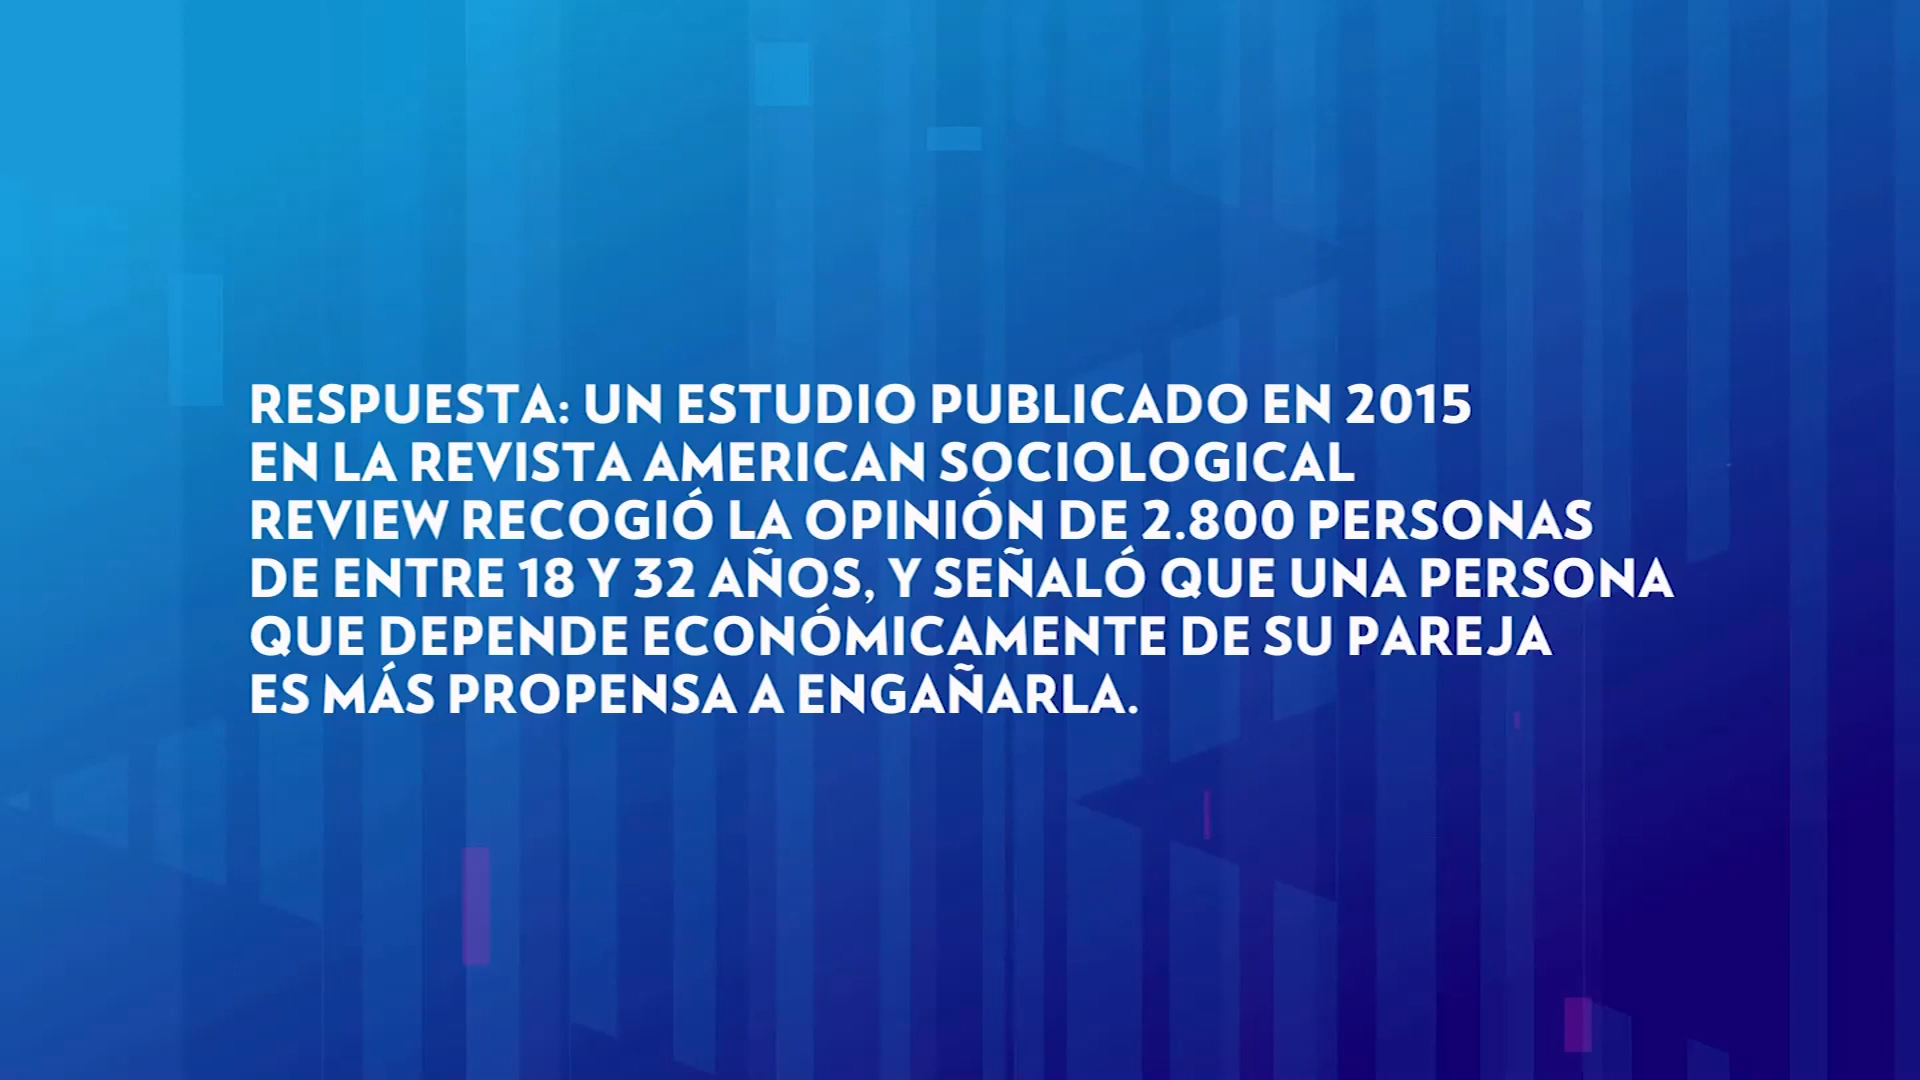 RESPUESTA: UN ESTUDIO PUBLICADO EN 2015
EN LA REVISTA AMERICAN SOCIOLOGICAL
REVIEW RECOGIÓ LA OPINIÓN DE 2.800 PERSONAS
DE ENTRE 18 Y 32 AÑOS, Y SEÑALÓ QUE UNA PERSONA
QUE DEPENDE ECONÓMICAMENTE DE SU PAREJA
ES MÁS PROPENSA A ENGAÑARLA.